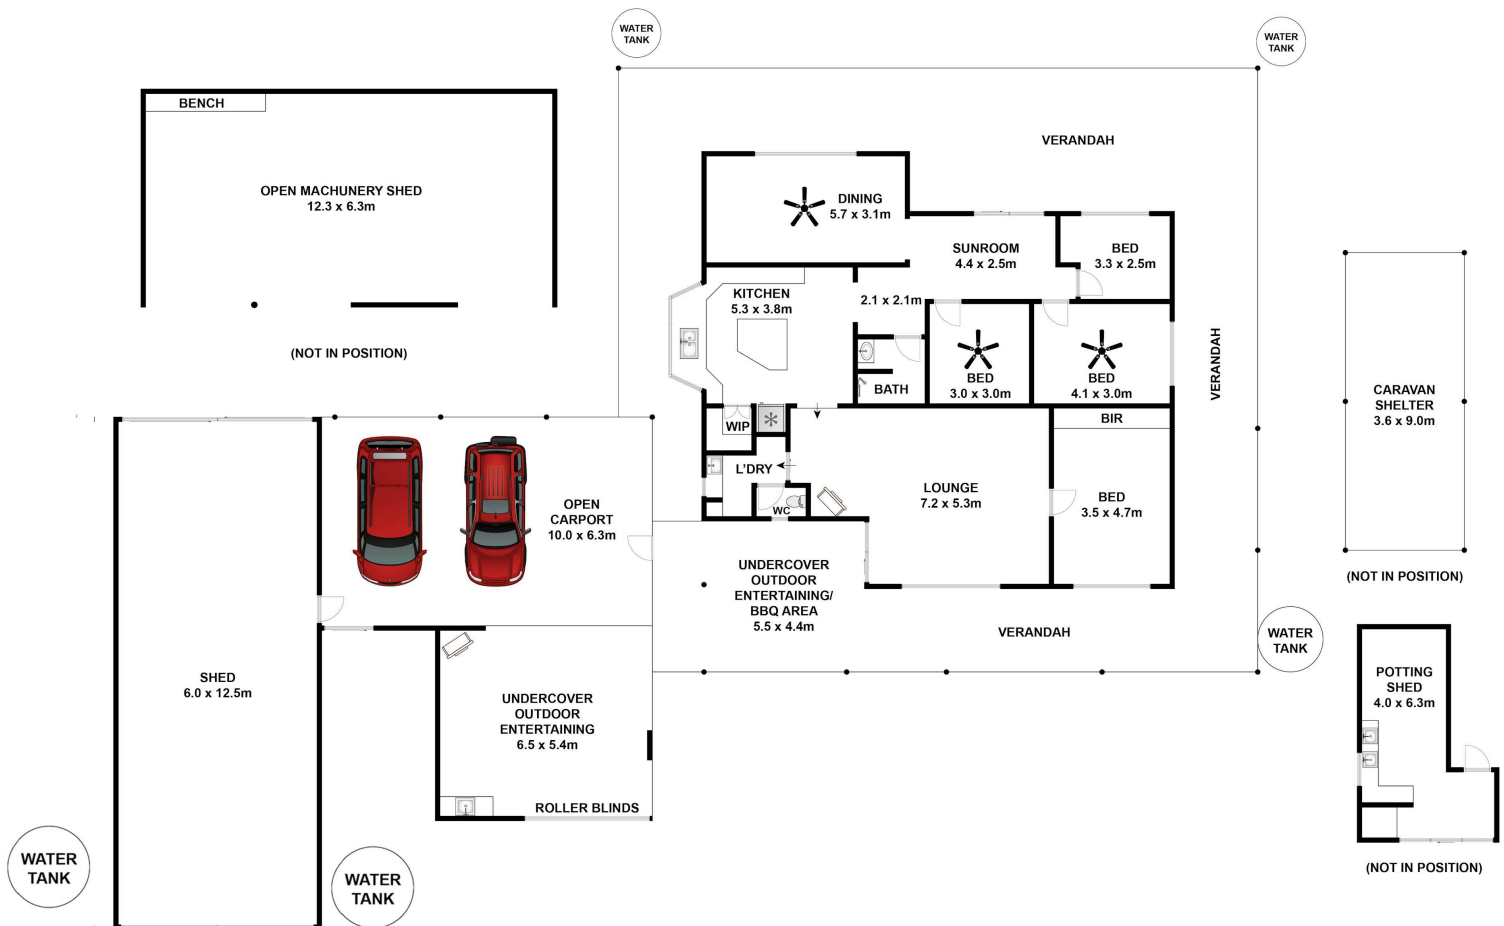 WATER
TANK
WATER
TANK
BENCH
VERANDAH
OPEN MACHUNERY SHED
12.3 x 6.3m
DINING
5.7 x 3.1m
SUNROOM
4.4 x 2.5m
BED
3.3 x 2.5m
KITCHEN
5.3 x 3.8m
2.1 x 2.1m
(NOT IN POSITION)
VERANDAH
BATH
BED
3.0 x 3.0m
BED
4.1 x 3.0m
CARAVAN
SHELTER
3.6 x 9.0m
WIP
BIR
L'DRY
LOUNGE
7.2 x 5.3m
BED
3.5 x 4.7m
WC
OPEN
CARPORT
10.0 x 6.3m
UNDERCOVER
OUTDOOR
ENTERTAINING/
BBQ AREA
5.5 x 4.4m
(NOT IN POSITION)
VERANDAH
WATER
TANK
SHED
6.0 x 12.5m
POTTING
SHED
4.0 x 6.3m
UNDERCOVER
OUTDOOR
ENTERTAINING
6.5 x 5.4m
ROLLER BLINDS
WATER
TANK
WATER
TANK
(NOT IN POSITION)